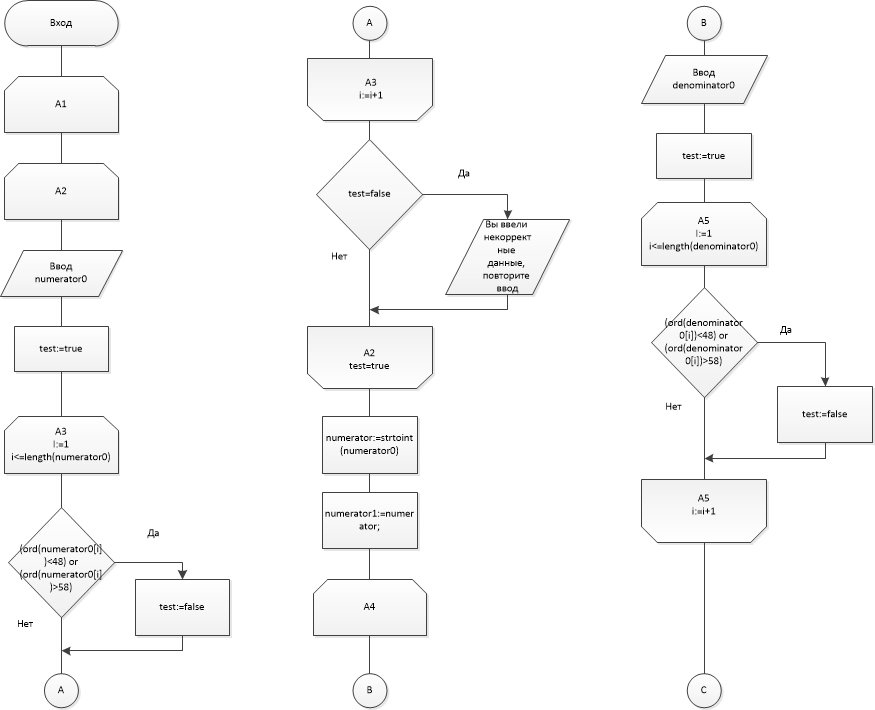 Вход
A1
A2
Ввод
numerator0
test:=true
A3
I:=1
i<=length(numerator0)
(ord(numerator0[i]
)<48) or
(ord(numerator0[i]
)>58)
Да
test:=false
Нет
A
A
A3
i:=i+1
test=false
Да
Вы ввели
некоррект
ные
данные,
повторите
ввод
Нет
A2
test=true
numerator:=strtoint
(numerator0)
numerator1:=numer
ator;
A4
B
B
Ввод
denominator0
test:=true
A5
I:=1
i<=length(denominator0)
(ord(denominator
0[i])<48) or
(ord(denominator
0[i])>58)
Да
test:=false
Нет
A5
i:=i+1
C